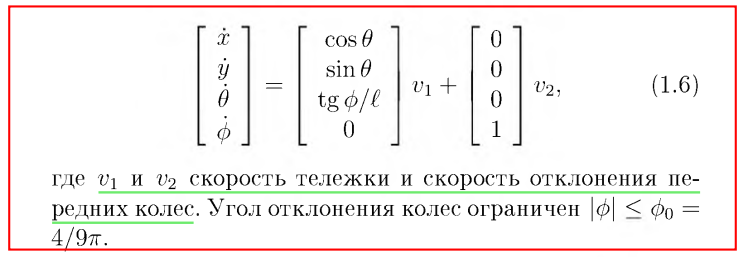 ẋ cos θ 0
ẏ sin θ 0
θ̇ = tg φ/ℓ v₁ + 0 v₂, (1.6)
φ̇ 0 1
где v₁ и v₂ скорость тележки и скорость отклонения пе-
редних колес. Угол отклонения колес ограничен |φ| ≤ φ₀ =
4/9π.